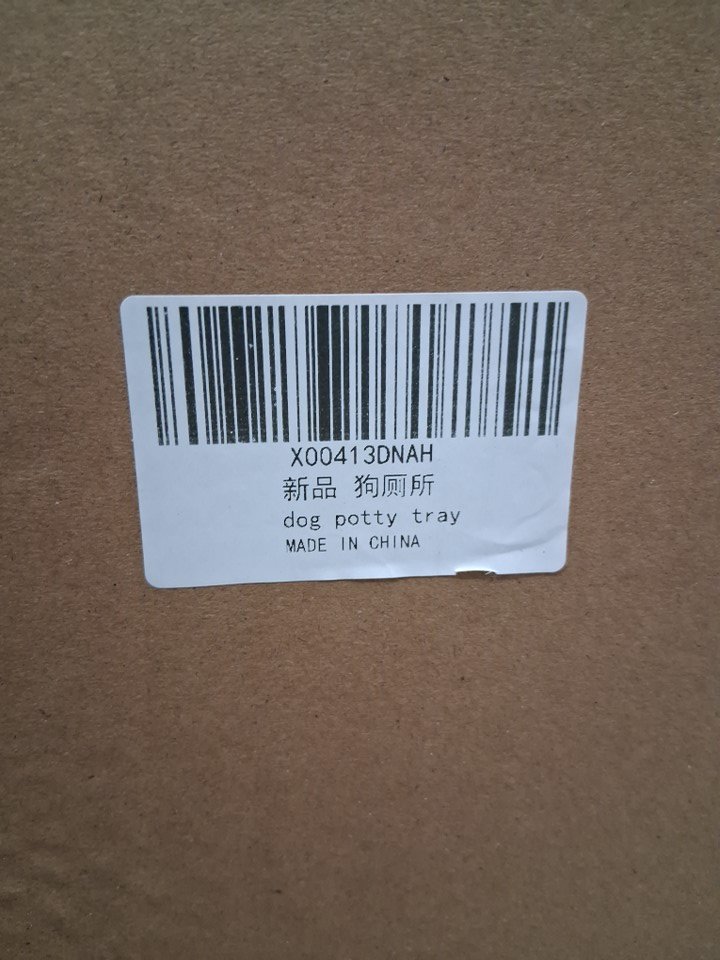 X00413DNAH
新品 狗厕所
dog potty tray
MADE IN CHINA